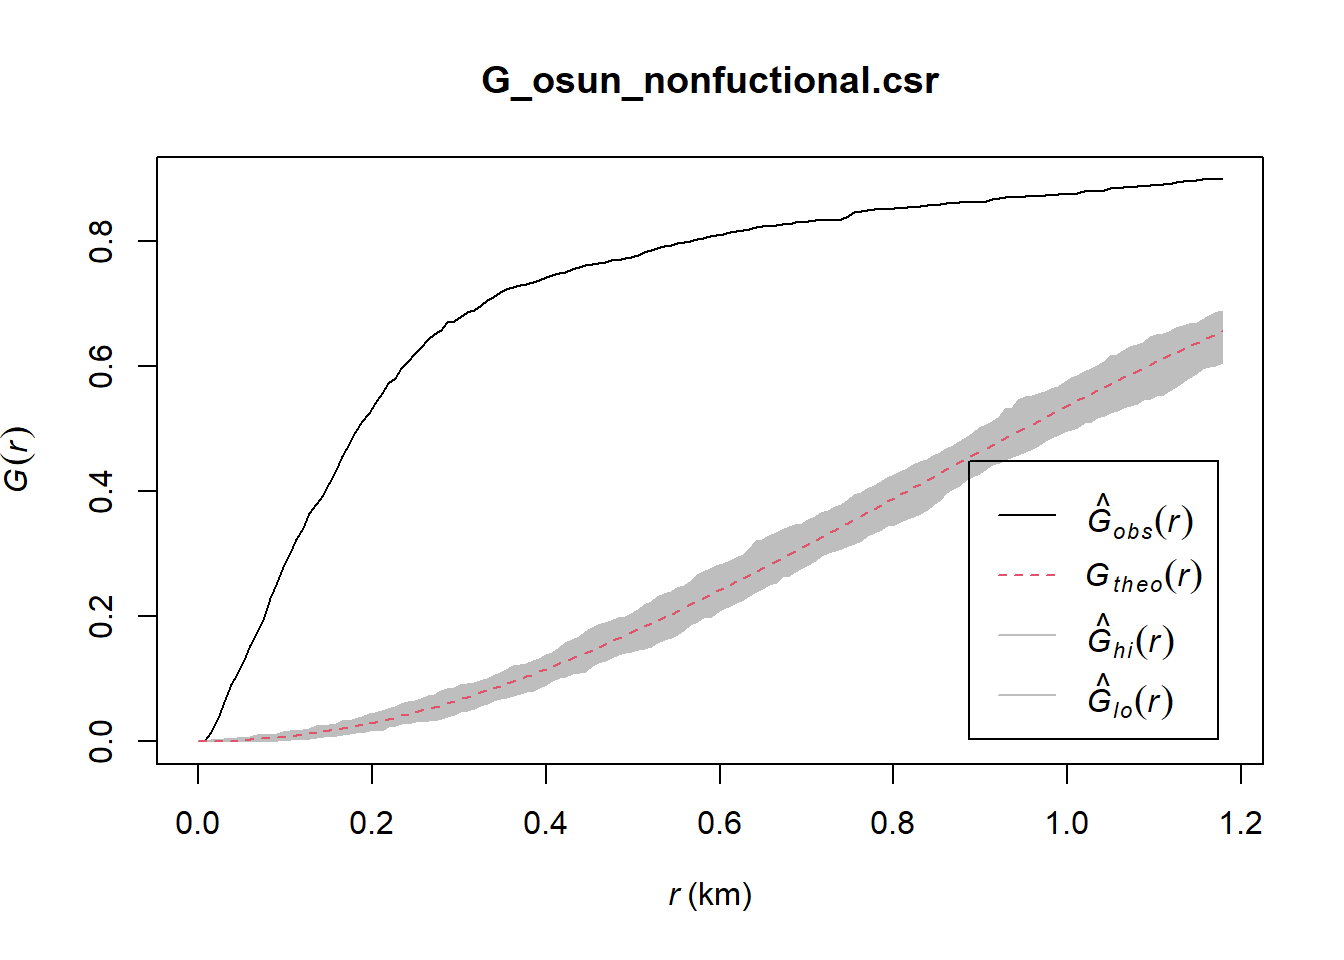 G_osun_nonfuctional.csr
G(r)
0.8
0.6
0.4
0.2
0.0
Ĝobs(r)
Gtheo(r)
Ĝhi(r)
Ĝlo(r)
0.0 0.2 0.4 0.6 0.8 1.0 1.2
r (km)